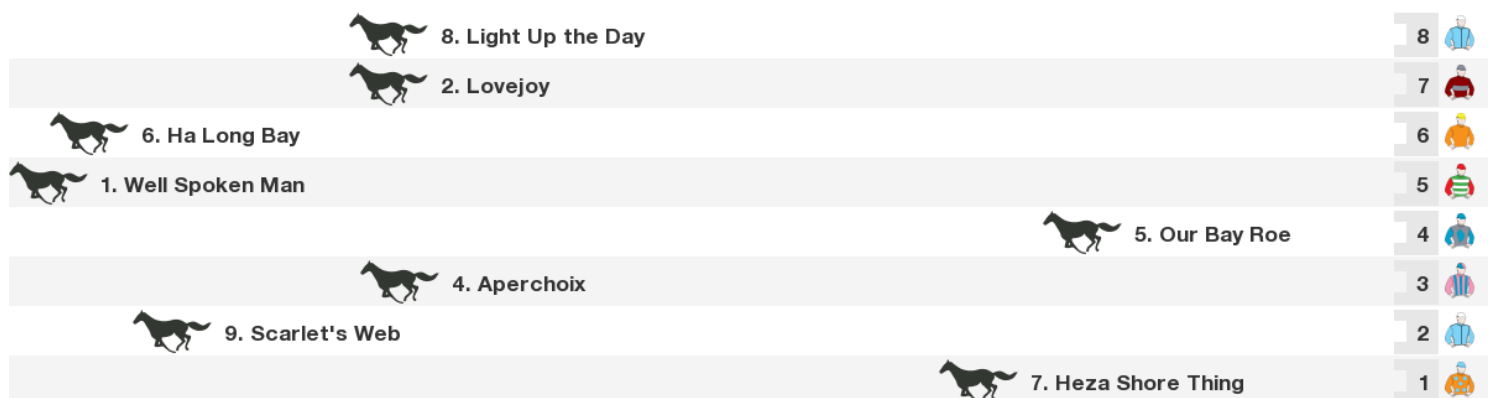 8. Light Up the Day 8
2. Lovejoy 7
6. Ha Long Bay 6
1. Well Spoken Man 5
5. Our Bay Roe 4
4. Aperchoix 3
9. Scarlet's Web 2
7. Heza Shore Thing 1